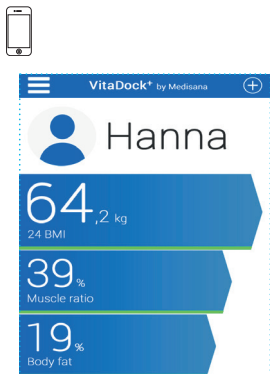 VitaDock+ by Medisana
Hanna
64,2 kg
24 BMI
39%
Muscle ratio
19%
Body fat